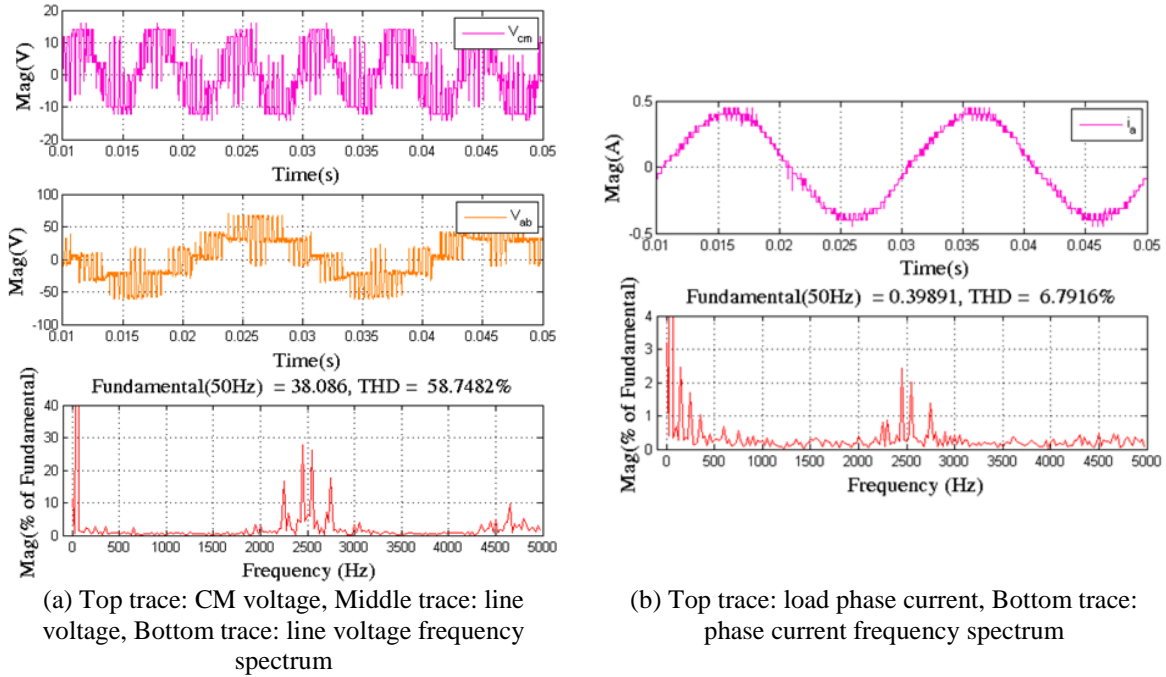 Mag(V)
20
10
0
-10
20
V_cm
0.01 0.015 0.02 0.025 0.03 0.035 0.04 0.045 0.05
Time(s)
Mag(V)
100
50
0
-50
-100
V_ab
0.01 0.015 0.02 0.025 0.03 0.035 0.04 0.045 0.05
Time(s)
Fundamental(50Hz) = 38.086, THD = 58.7482%
Mag(% of Fundamental)
40
30
20
10
0
0 500 1000 1500 2000 2500 3000 3500 4000 4500 5000
Frequency (Hz)
(a) Top trace: CM voltage, Middle trace: line
voltage, Bottom trace: line voltage frequency
spectrum
Mag(A)
0.5
0
-0.5
i_a
0.01 0.015 0.02 0.025 0.03 0.035 0.04 0.045 0.05
Time(s)
Fundamental(50Hz) = 0.39891, THD = 6.7916%
Mag(% of Fundamental)
4
3
2
1
0
0 500 1000 1500 2000 2500 3000 3500 4000 4500 5000
Frequency (Hz)
(b) Top trace: load phase current, Bottom trace:
phase current frequency spectrum